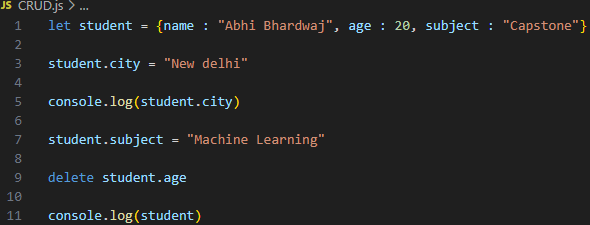 JS CRUD.js > ...
1 let student = {name : "Abhi Bhardwaj", age : 20, subject : "Capstone"}
2
3 student.city = "New delhi"
4
5 console.log(student.city)
6
7 student.subject = "Machine Learning"
8
9 delete student.age
10
11 console.log(student)